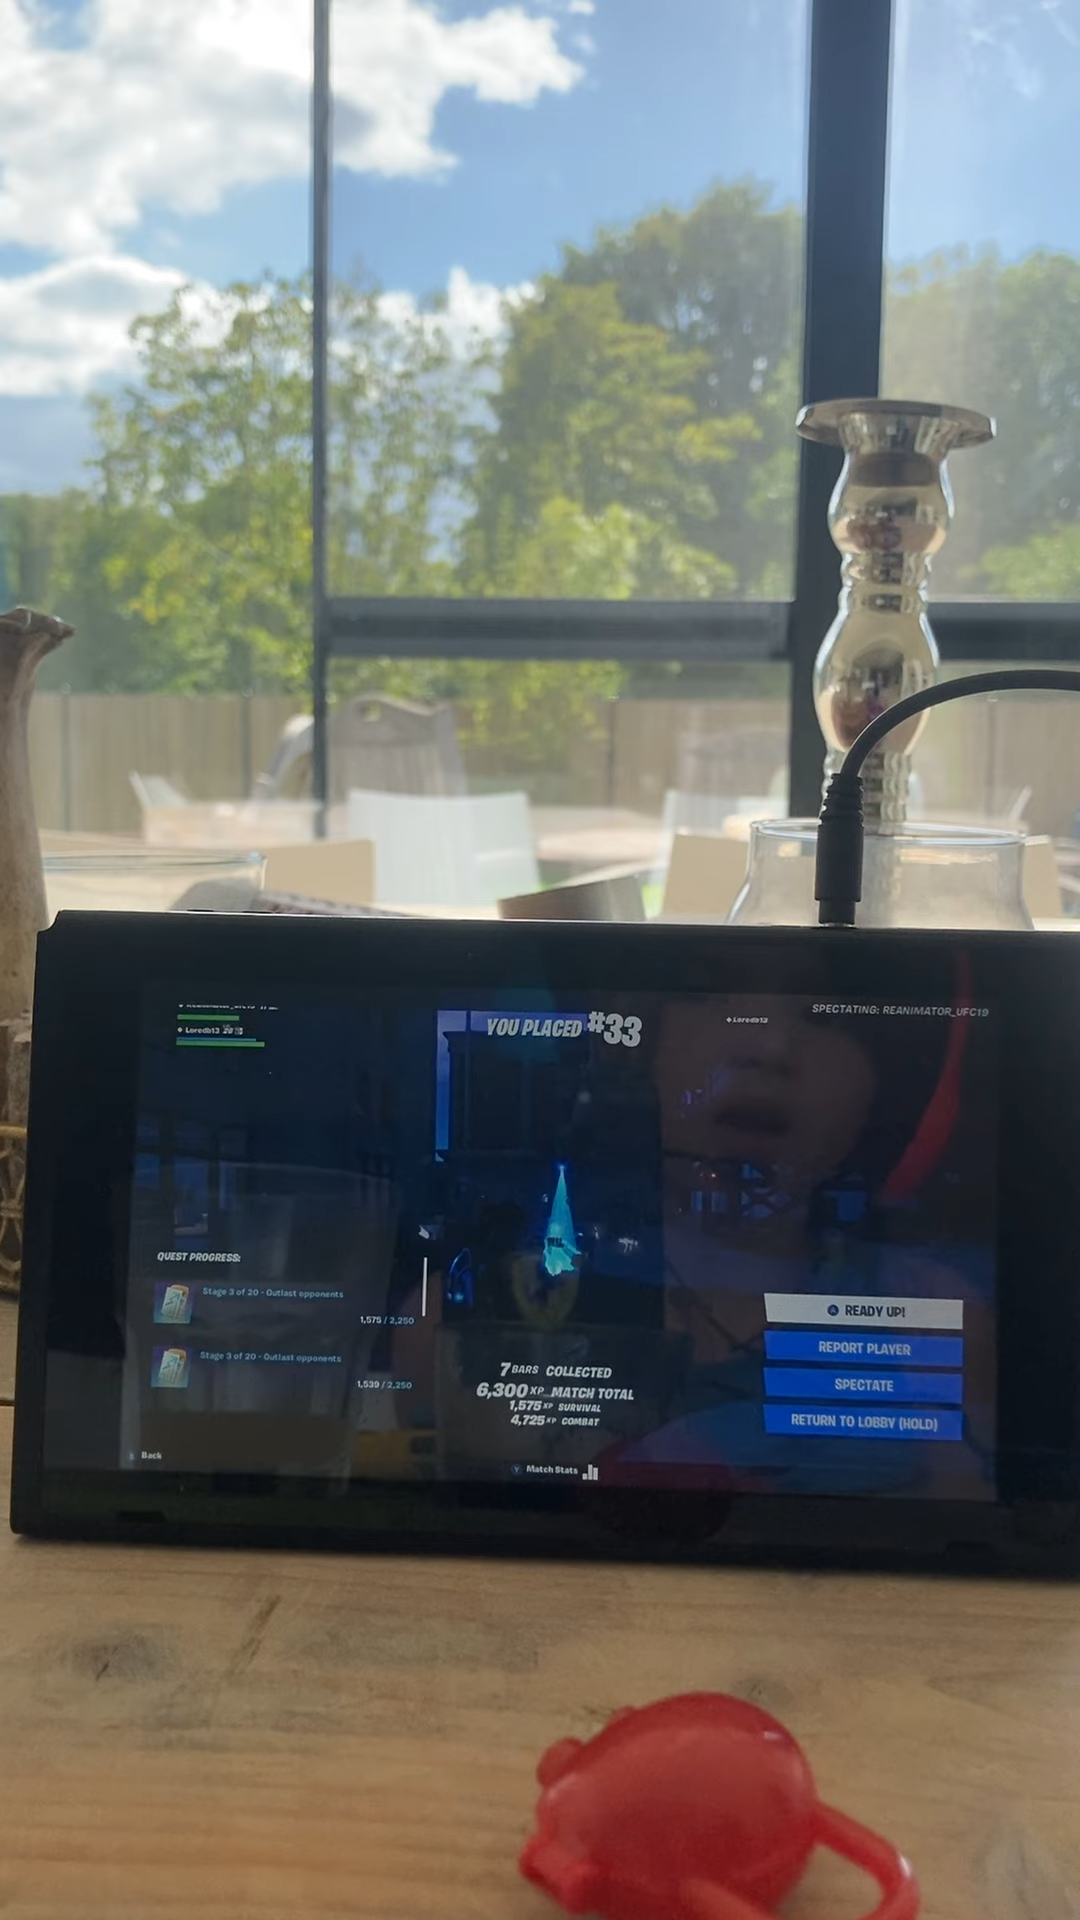 SPECTATING: REANIMATOR_UFC19
Loredb13
YOU PLACED #33
Loredb13
QUEST PROGRESS:
Stage 3 of 20 - Outlast opponents
1,575 / 2,250
Stage 3 of 20 - Outlast opponents
1,539 / 2,250
7 BARS COLLECTED
6,300 XP MATCH TOTAL
1,575 XP SURVIVAL
4,725 XP COMBAT
A READY UP!
REPORT PLAYER
SPECTATE
RETURN TO LOBBY (HOLD)
Back
Y Match Stats